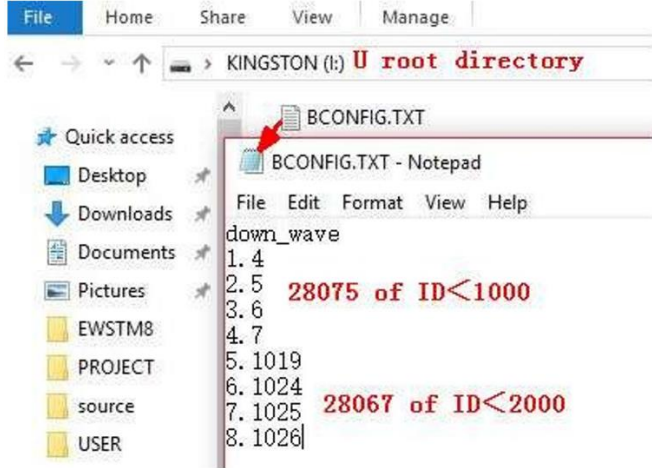 File Home Share View Manage
KINGSTON (I:) U root directory
BCONFIG.TXT
Quick access
Desktop
Downloads
Documents
Pictures
EWSTM8
PROJECT
source
USER
BCONFIG.TXT - Notepad
File Edit Format View Help
down_wave
1.4
2.5
3.6
4.7
28075 of ID<1000
5.1019
6.1024
7.1025
8.1026
28067 of ID<2000